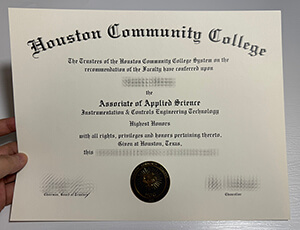 Houston Community College
The Trustees of the Houston Community College System on the
recommendation of the Faculty have conferred upon
the
Associate of Applied Science
Instrumentation & Controls Engineering Technology
Highest Honors
with all rights, privileges and honors pertaining thereto.
Given at Houston, Texas,
this
Chancellor